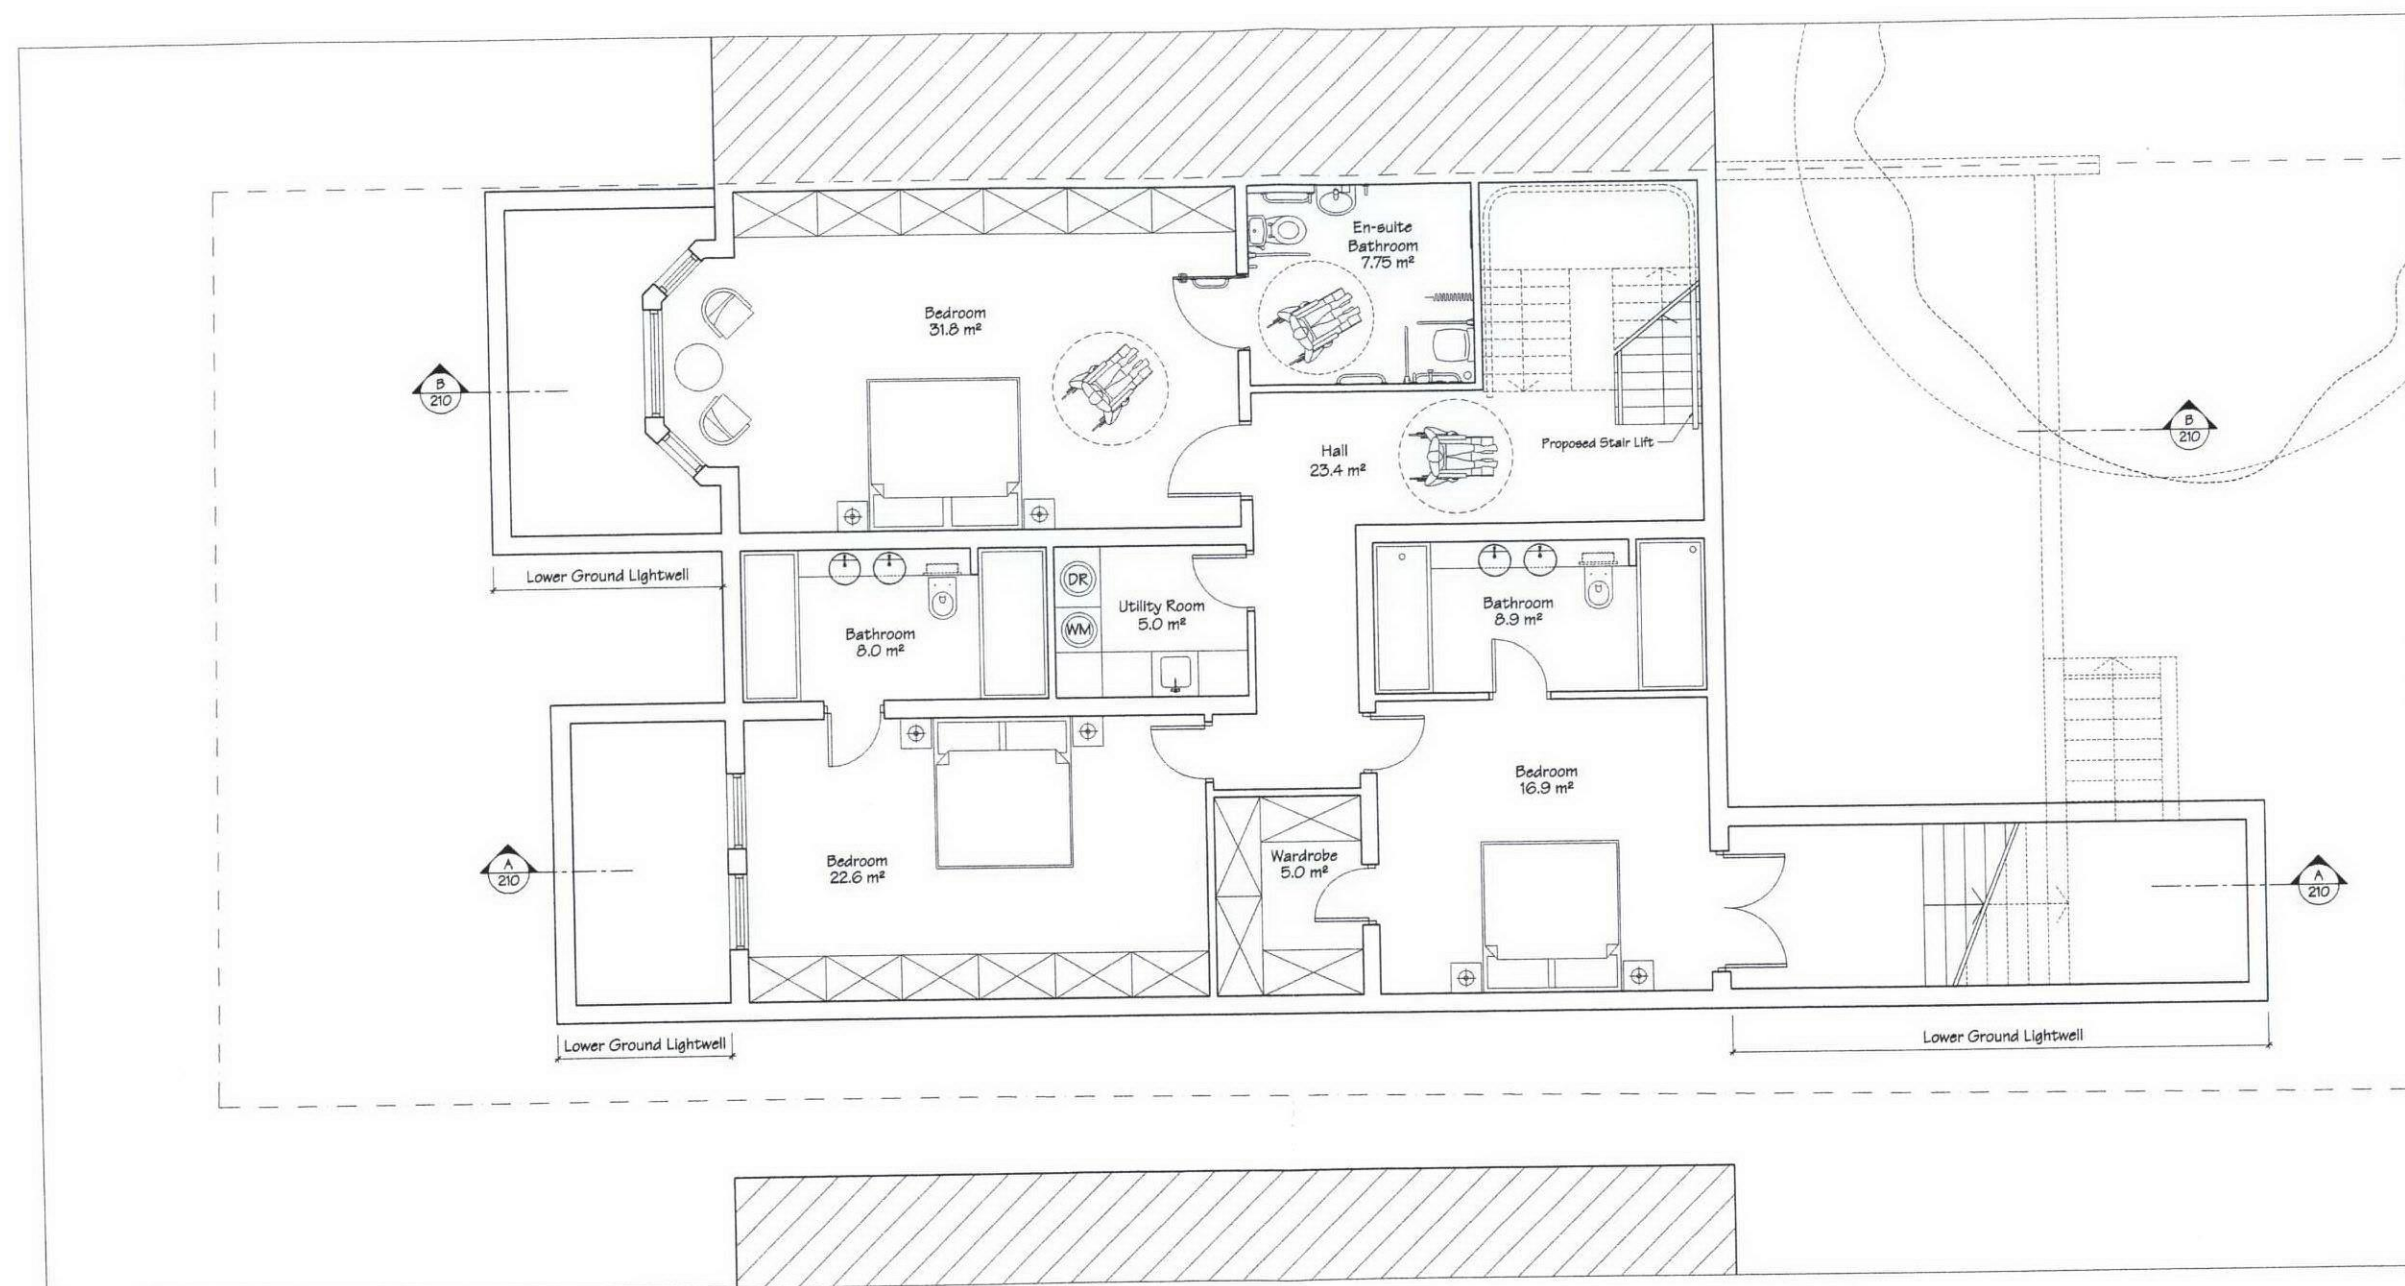 En-suite
Bathroom
7.75 m²
Bedroom
31.8 m²
B
210
B
210
Proposed Stair Lift
Hall
23.4 m²
Lower Ground Lightwell
DR
WM
Utility Room
5.0 m²
Bathroom
8.9 m²
Bathroom
8.0 m²
Bedroom
16.9 m²
Wardrobe
5.0 m²
Bedroom
22.6 m²
A
210
A
210
Lower Ground Lightwell
Lower Ground Lightwell